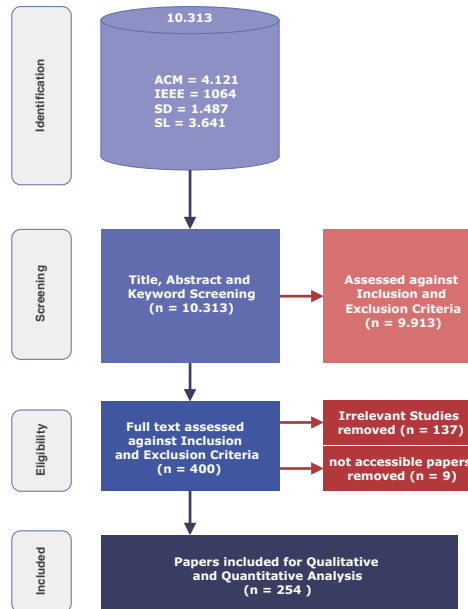 Identification
10.313
ACM = 4.121
IEEE = 1064
SD = 1.487
SL = 3.641
Screening
Title, Abstract and
Keyword Screening
(n = 10.313)
Assessed against
Inclusion and
Exclusion Criteria
(n = 9.913)
Eligibility
Full text assessed
against Inclusion
and Exclusion Criteria
(n = 400)
Irrelevant Studies
removed (n = 137)
not accessible papers
removed (n = 9)
Included
Papers included for Qualitative
and Quantitative Analysis
(n = 254 )